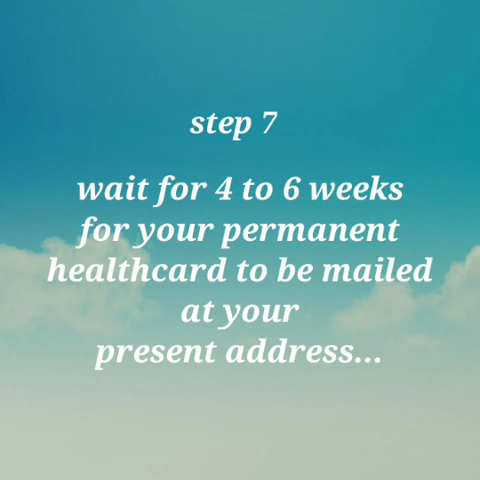 step 7
wait for 4 to 6 weeks
for your permanent
healthcard to be mailed
at your
present address...